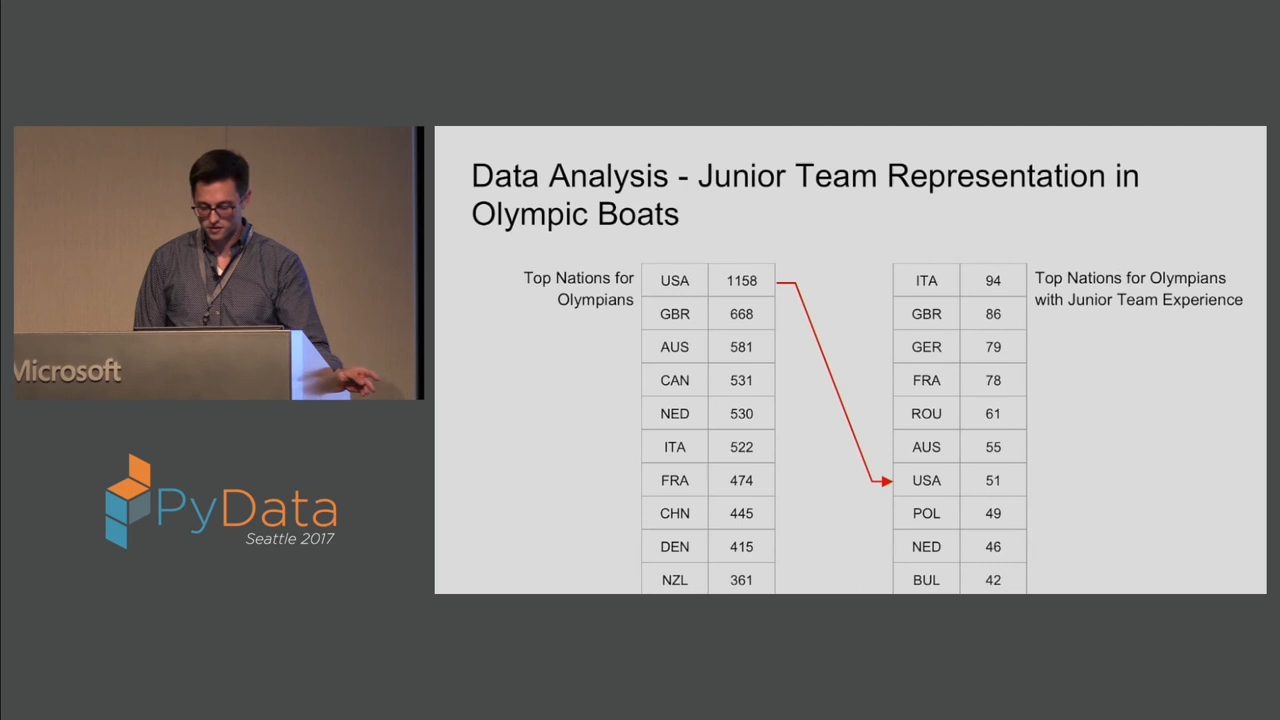 Data Analysis - Junior Team Representation in
Olympic Boats
Top Nations for
Olympians
USA 1158
GBR 668
AUS 581
CAN 531
NED 530
ITA 522
FRA 474
CHN 445
DEN 415
NZL 361
ITA 94
GBR 86
GER 79
FRA 78
ROU 61
AUS 55
USA 51
POL 49
NED 46
BUL 42
Top Nations for Olympians
with Junior Team Experience
Microsoft
PyData
Seattle 2017